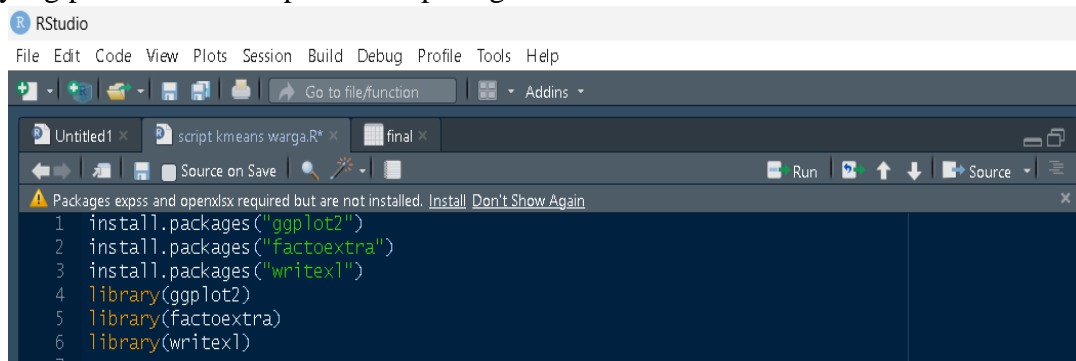 RStudio
File Edit Code View Plots Session Build Debug Profile Tools Help
Go to file/function Addins
Untitled1 script kmeans warga.R* final
Source on Save Run Source
Packages expss and openxlsx required but are not installed. Install Don't Show Again
1 install.packages("ggplot2")
2 install.packages("factoextra")
3 install.packages("writexl")
4 library(ggplot2)
5 library(factoextra)
6 library(writexl)